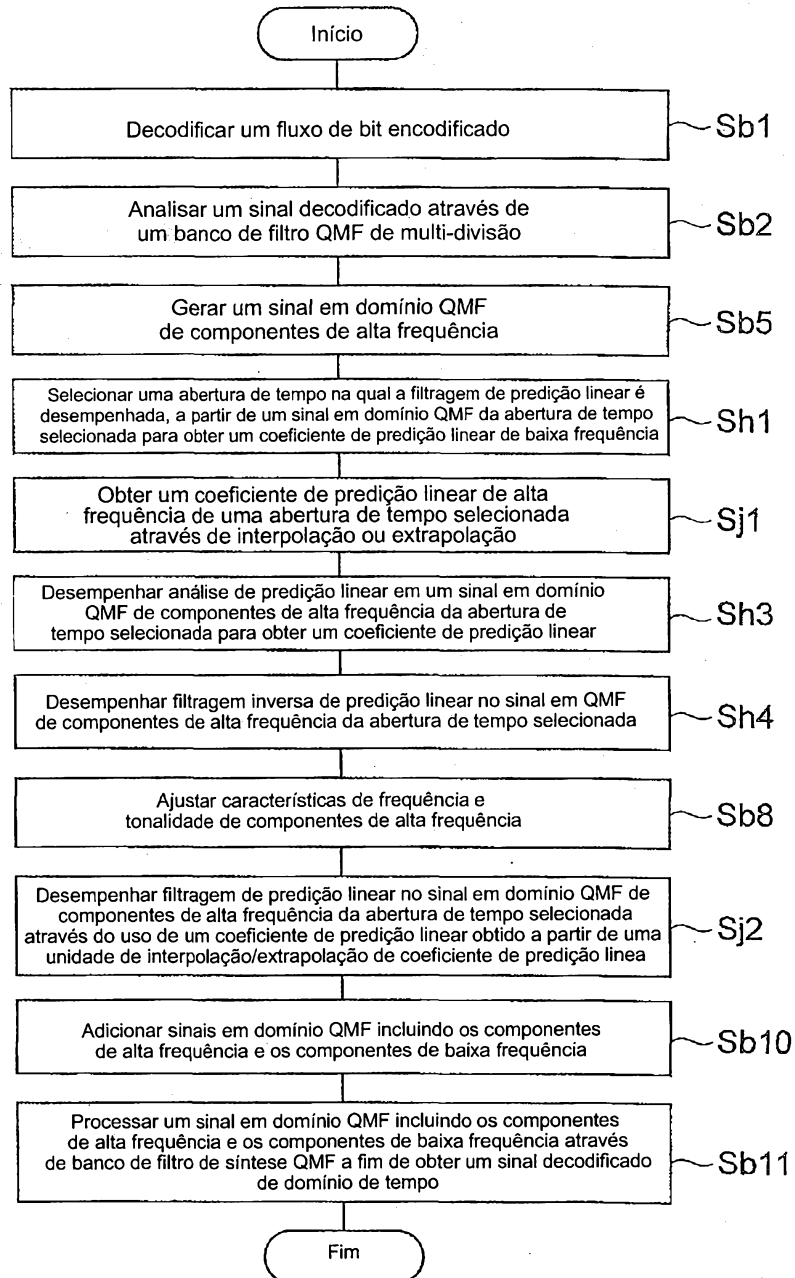 Início
Decodificar um fluxo de bit encodificado
Sb1
Analisar um sinal decodificado através de
um banco de filtro QMF de multi-divisão
Sb2
Gerar um sinal em domínio QMF
de componentes de alta frequência
Sb5
Selecionar uma abertura de tempo na qual a filtragem de predição linear é
desempenhada, a partir de um sinal em domínio QMF da abertura de tempo
selecionada para obter um coeficiente de predição linear de baixa frequência
Sh1
Obter um coeficiente de predição linear de alta
frequência de uma abertura de tempo selecionada
através de interpolação ou extrapolação
Sj1
Desempenhar análise de predição linear em um sinal em domínio
QMF de componentes de alta frequência da abertura de
tempo selecionada para obter um coeficiente de predição linear
Sh3
Desempenhar filtragem inversa de predição linear no sinal em QMF
de componentes de alta frequência da abertura de tempo selecionada
Sh4
Ajustar características de frequência e
tonalidade de componentes de alta frequência
Sb8
Desempenhar filtragem de predição linear no sinal em domínio QMF de
componentes de alta frequência da abertura de tempo selecionada
através do uso de um coeficiente de predição linear obtido a partir de uma
unidade de interpolação/extrapolação de coeficiente de predição linea
Sj2
Adicionar sinais em domínio QMF incluindo os componentes
de alta frequência e os componentes de baixa frequência
Sb10
Processar um sinal em domínio QMF incluindo os componentes
de alta frequência e os componentes de baixa frequência através
de banco de filtro de síntese QMF a fim de obter um sinal decodificado
de domínio de tempo
Sb11
Fim